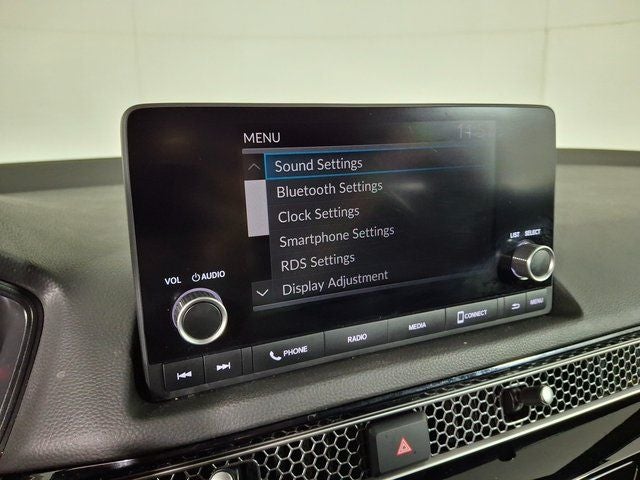 MENU
Sound Settings
Bluetooth Settings
Clock Settings
Smartphone Settings
RDS Settings
Display Adjustment
VOL AUDIO
LIST SELECT
PHONE RADIO MEDIA CONNECT MENU